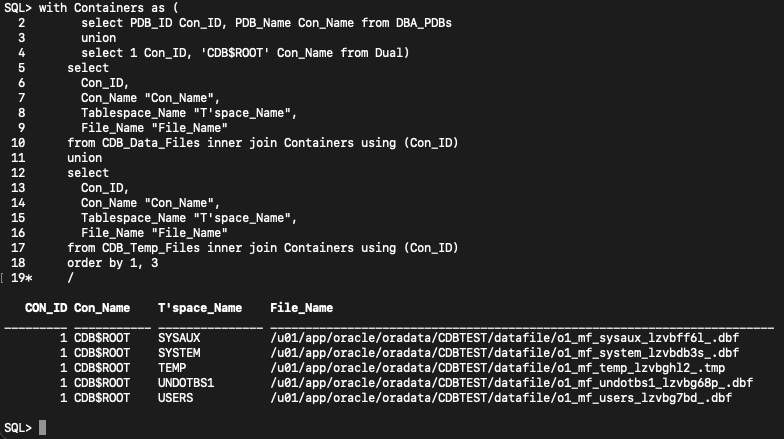 SQL> with Containers as (
  2        select PDB_ID Con_ID, PDB_Name Con_Name from DBA_PDBs
  3        union
  4        select 1 Con_ID, 'CDB$ROOT' Con_Name from Dual)
  5      select
  6        Con_ID,
  7        Con_Name "Con_Name",
  8        Tablespace_Name "T'space_Name",
  9        File_Name "File_Name"
 10      from CDB_Data_Files inner join Containers using (Con_ID)
 11      union
 12      select
 13        Con_ID,
 14        Con_Name "Con_Name",
 15        Tablespace_Name "T'space_Name",
 16        File_Name "File_Name"
 17      from CDB_Temp_Files inner join Containers using (Con_ID)
 18      order by 1, 3
[ 19*     /
   CON_ID Con_Name    T'space_Name    File_Name
_________ ___________ _______________ ________________________________________________________________________
        1 CDB$ROOT    SYSAUX          /u01/app/oracle/oradata/CDBTEST/datafile/o1_mf_sysaux_lzvbff6l_.dbf
        1 CDB$ROOT    SYSTEM          /u01/app/oracle/oradata/CDBTEST/datafile/o1_mf_system_lzvbdb3s_.dbf
        1 CDB$ROOT    TEMP            /u01/app/oracle/oradata/CDBTEST/datafile/o1_mf_temp_lzvbghl2_.tmp
        1 CDB$ROOT    UNDOTBS1        /u01/app/oracle/oradata/CDBTEST/datafile/o1_mf_undotbs1_lzvbg68p_.dbf
        1 CDB$ROOT    USERS           /u01/app/oracle/oradata/CDBTEST/datafile/o1_mf_users_lzvbg7bd_.dbf
SQL>